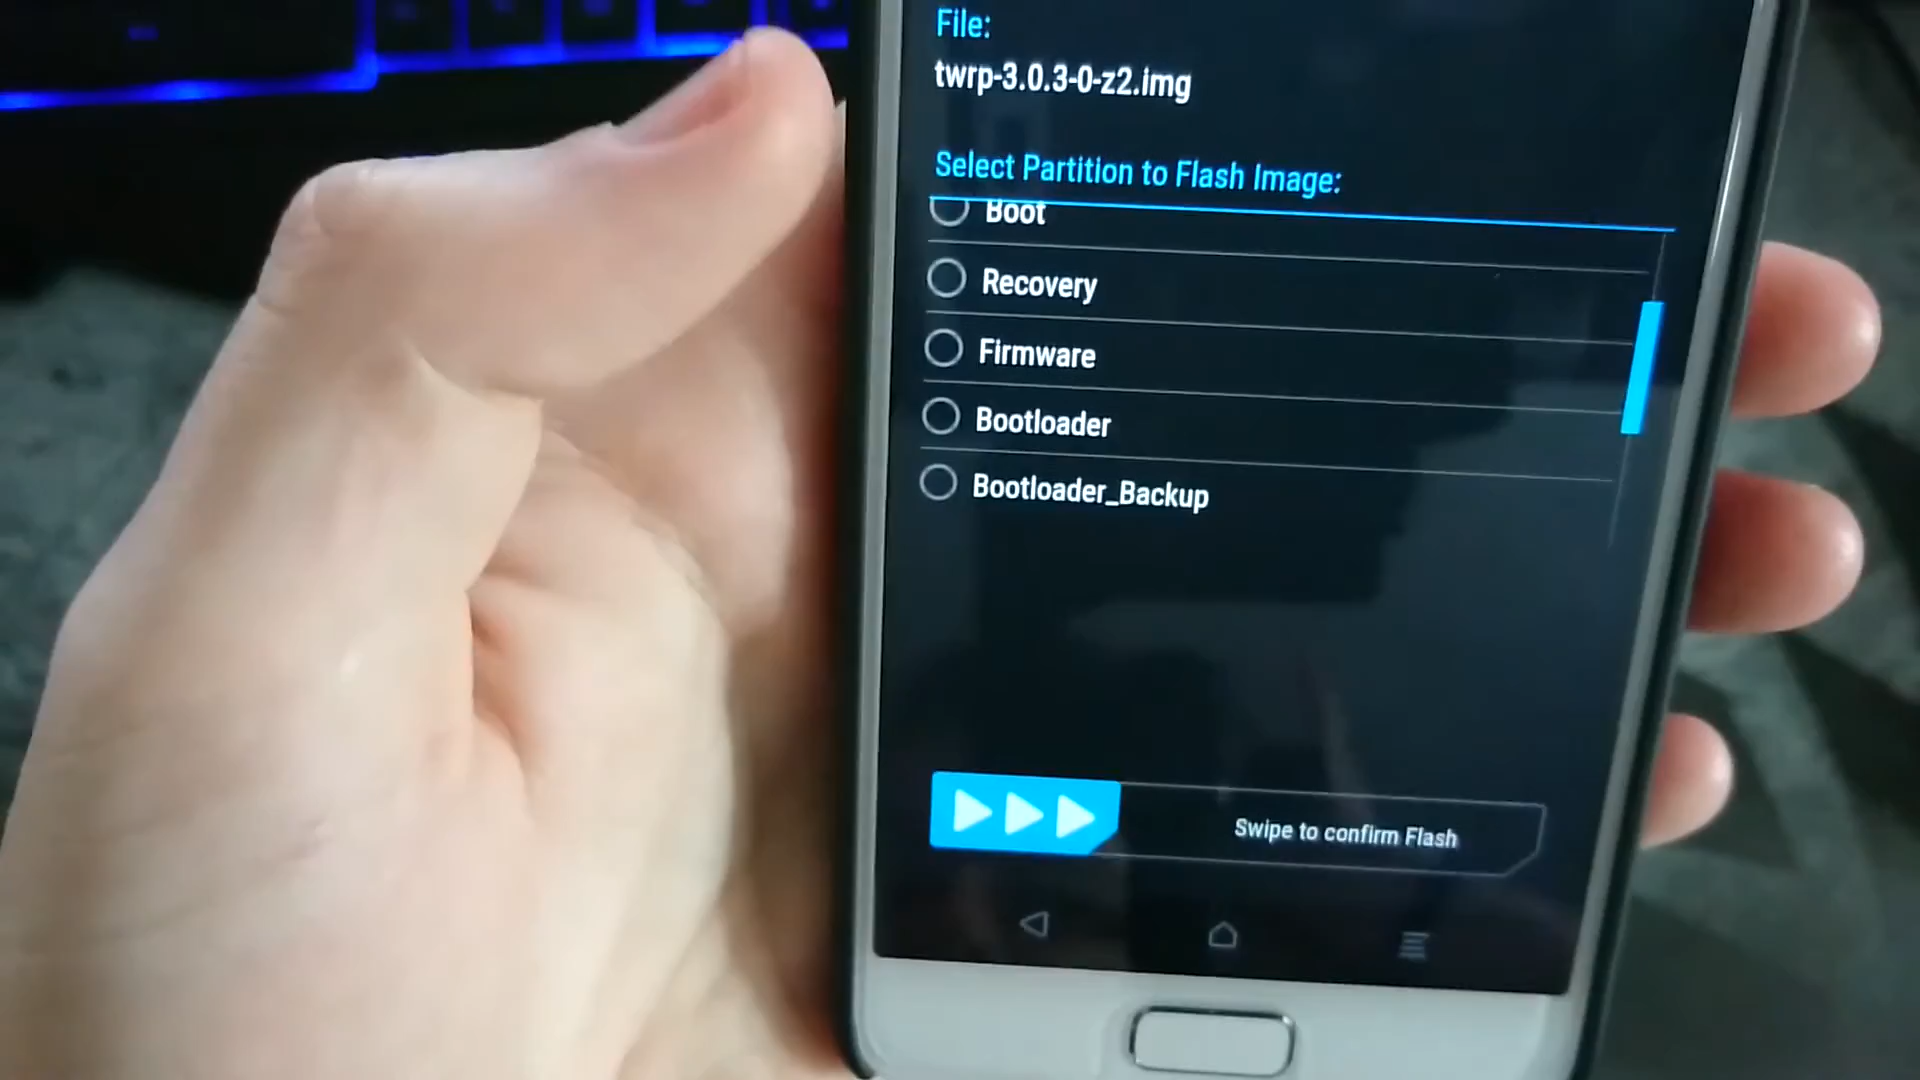 File:
twrp-3.0.3-0-z2.img
Select Partition to Flash Image:
Boot
Recovery
Firmware
Bootloader
Bootloader_Backup
Swipe to confirm Flash